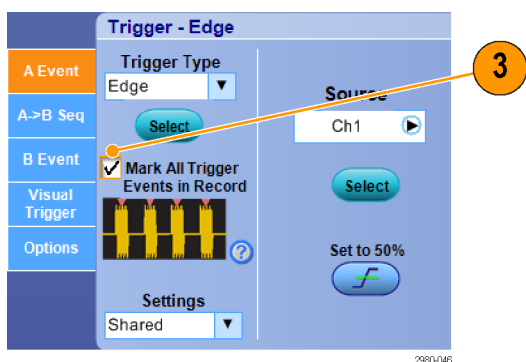 Trigger - Edge
A Event
A->B Seq
B Event
Visual
Trigger
Options
Trigger Type
Edge
Select
Mark All Trigger
Events in Record
?
Settings
Shared
3
Source
Ch1
Select
Set to 50%
2980-046